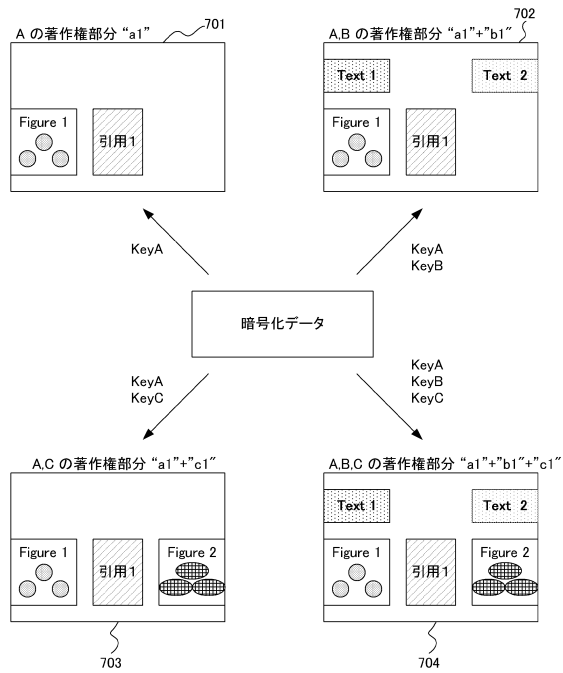 A の著作権部分 “a1”
701
Figure 1
引用1
A,B の著作権部分 “a1”+”b1”
702
Text 1
Text 2
Figure 1
引用1
KeyA
KeyA
KeyB
暗号化データ
KeyA
KeyC
KeyA
KeyB
KeyC
A,C の著作権部分 “a1”+”c1”
Figure 1
引用1
Figure 2
703
A,B,C の著作権部分 “a1”+”b1”+”c1”
Text 1
Text 2
Figure 1
引用1
Figure 2
704